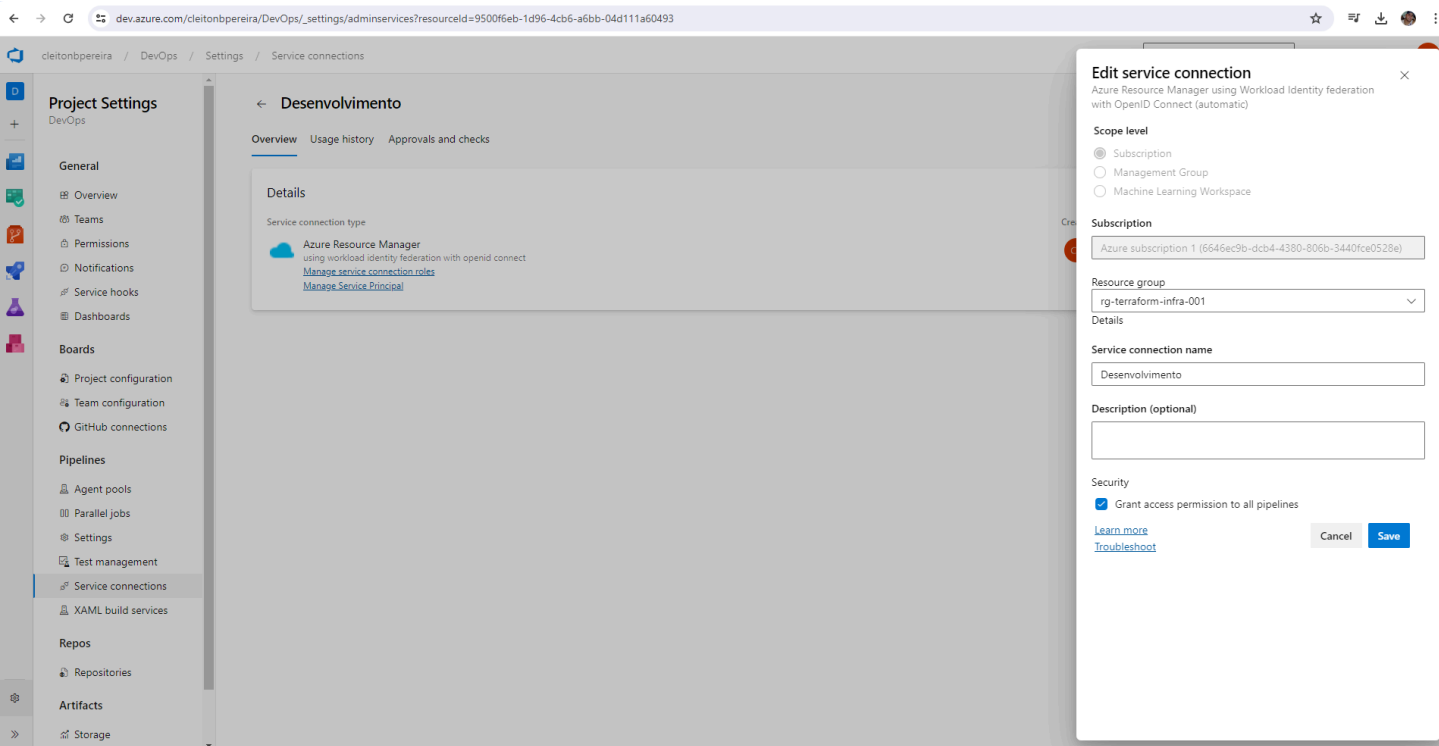 dev.azure.com/cleitonbpereira/DevOps/_settings/adminservices?resourceId=9500f6eb-1d96-4cb6-a6bb-04d111a60493
cleitonbpereira / DevOps / Settings / Service connections
D
Project Settings
DevOps
General
Overview
Teams
Permissions
Notifications
Service hooks
Dashboards
Boards
Project configuration
Team configuration
GitHub connections
Pipelines
Agent pools
Parallel jobs
Settings
Test management
Service connections
XAML build services
Repos
Repositories
Artifacts
Storage
Desenvolvimento
Overview Usage history Approvals and checks
Details
Service connection type
Azure Resource Manager
using workload identity federation with openid connect
Manage service connection roles
Manage Service Principal
Edit service connection
Azure Resource Manager using Workload Identity federation
with OpenID Connect (automatic)
Scope level
Subscription
Management Group
Machine Learning Workspace
Subscription
Azure subscription 1 (6646ec9b-dcb4-4380-806b-3440fce0528e)
Resource group
rg-terraform-infra-001
Details
Service connection name
Desenvolvimento
Description (optional)
Security
Grant access permission to all pipelines
Learn more
Troubleshoot
Cancel
Save